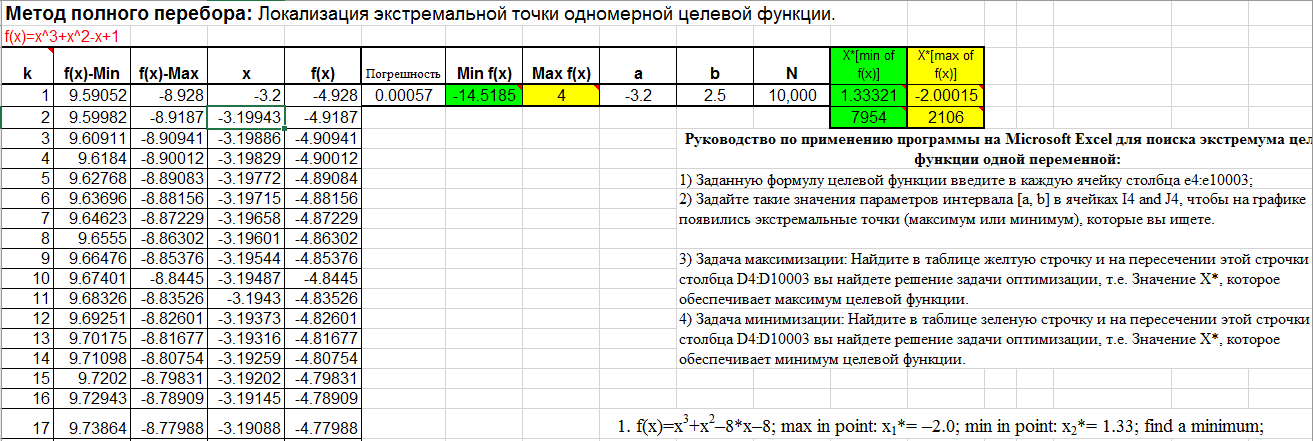 Метод полного перебора: Локализация экстремальной точки одномерной целевой функции.
f(x)=x^3+x^2-x+1
k f(x)-Min f(x)-Max x f(x) Погрешность Min f(x) Max f(x) a b N X*[min of f(x)] X*[max of f(x)]
1 9.59052 -8.928 -3.2 -4.928 0.00057 -14.5185 4 -3.2 2.5 10,000 1.33321 -2.00015
2 9.59982 -8.9187 -3.19943 -4.9187 7954 2106
3 9.60911 -8.90941 -3.19886 -4.90941
4 9.6184 -8.90012 -3.19829 -4.90012
5 9.62768 -8.89083 -3.19772 -4.89084
6 9.63696 -8.88156 -3.19715 -4.88156
7 9.64623 -8.87229 -3.19658 -4.87229
8 9.6555 -8.86302 -3.19601 -4.86302
9 9.66476 -8.85376 -3.19544 -4.85376
10 9.67401 -8.8445 -3.19487 -4.8445
11 9.68326 -8.83526 -3.1943 -4.83526
12 9.69251 -8.82601 -3.19373 -4.82601
13 9.70175 -8.81677 -3.19316 -4.81677
14 9.71098 -8.80754 -3.19259 -4.80754
15 9.7202 -8.79831 -3.19202 -4.79831
16 9.72943 -8.78909 -3.19145 -4.78909
17 9.73864 -8.77988 -3.19088 -4.77988
Руководство по применению программы на Microsoft Excel для поиска экстремума цел
функции одной переменной:
1) Заданную формулу целевой функции введите в каждую ячейку столбца e4:e10003;
2) Задайте такие значения параметров интервала [a, b] в ячейках I4 and J4, чтобы на графике
появились экстремальные точки (максимум или минимум), которые вы ищете.
3) Задача максимизации: Найдите в таблице желтую строчку и на пересечении этой строчки
столбца D4:D10003 вы найдете решение задачи оптимизации, т.е. Значение X*, которое
обеспечивает максимум целевой функции.
4) Задача минимизации: Найдите в таблице зеленую строчку и на пересечении этой строчки
столбца D4:D10003 вы найдете решение задачи оптимизации, т.е. Значение X*, которое
обеспечивает минимум целевой функции.
1. f(x)=x³+x²–8*x–8; max in point: x₁*= –2.0; min in point: x₂*= 1.33; find a minimum;